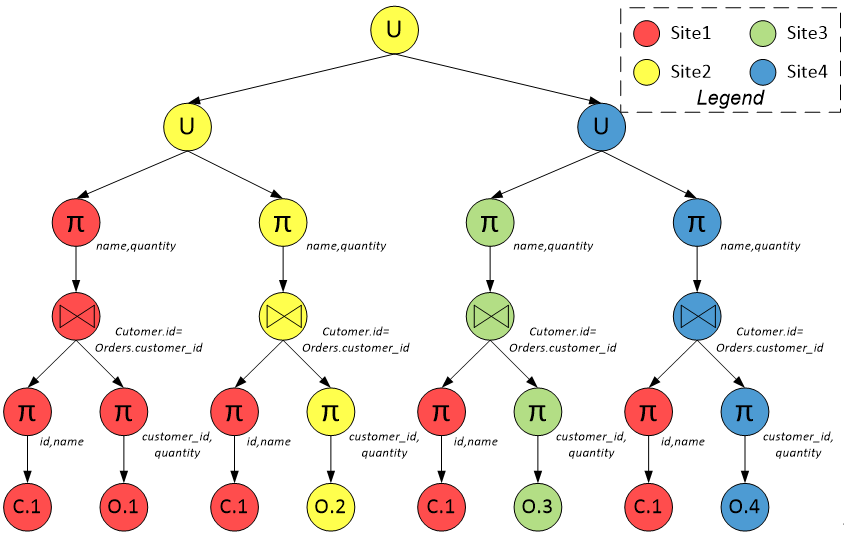 U
Site1
Site3
Site2
Site4
Legend
U
U
π
π
π
π
name,quantity
name,quantity
name,quantity
name,quantity
Cutomer.id=
Orders.customer_id
Cutomer.id=
Orders.customer_id
Cutomer.id=
Orders.customer_id
Cutomer.id=
Orders.customer_id
π
π
π
π
π
π
π
π
id,name
customer_id,
quantity
id,name
customer_id,
quantity
id,name
customer_id,
quantity
id,name
customer_id,
quantity
C.1
O.1
C.1
O.2
C.1
O.3
C.1
O.4